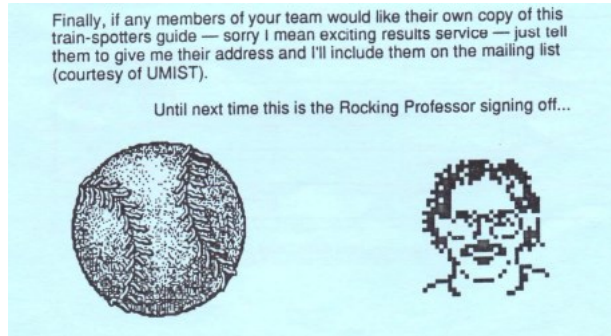 Finally, if any members of your team would like their own copy of this
train-spotters guide — sorry I mean exciting results service — just tell
them to give me their address and I'll include them on the mailing list
(courtesy of UMIST).
Until next time this is the Rocking Professor signing off...